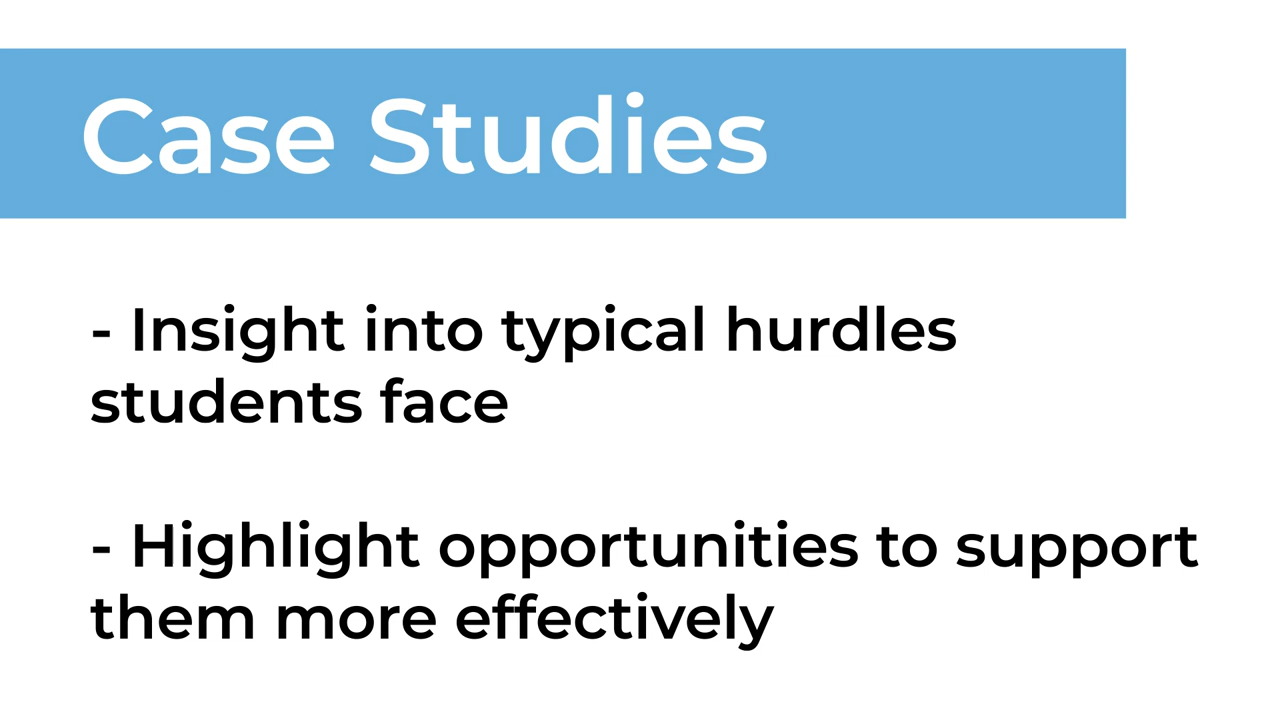 Case Studies
- Insight into typical hurdles
students face
- Highlight opportunities to support
them more effectively